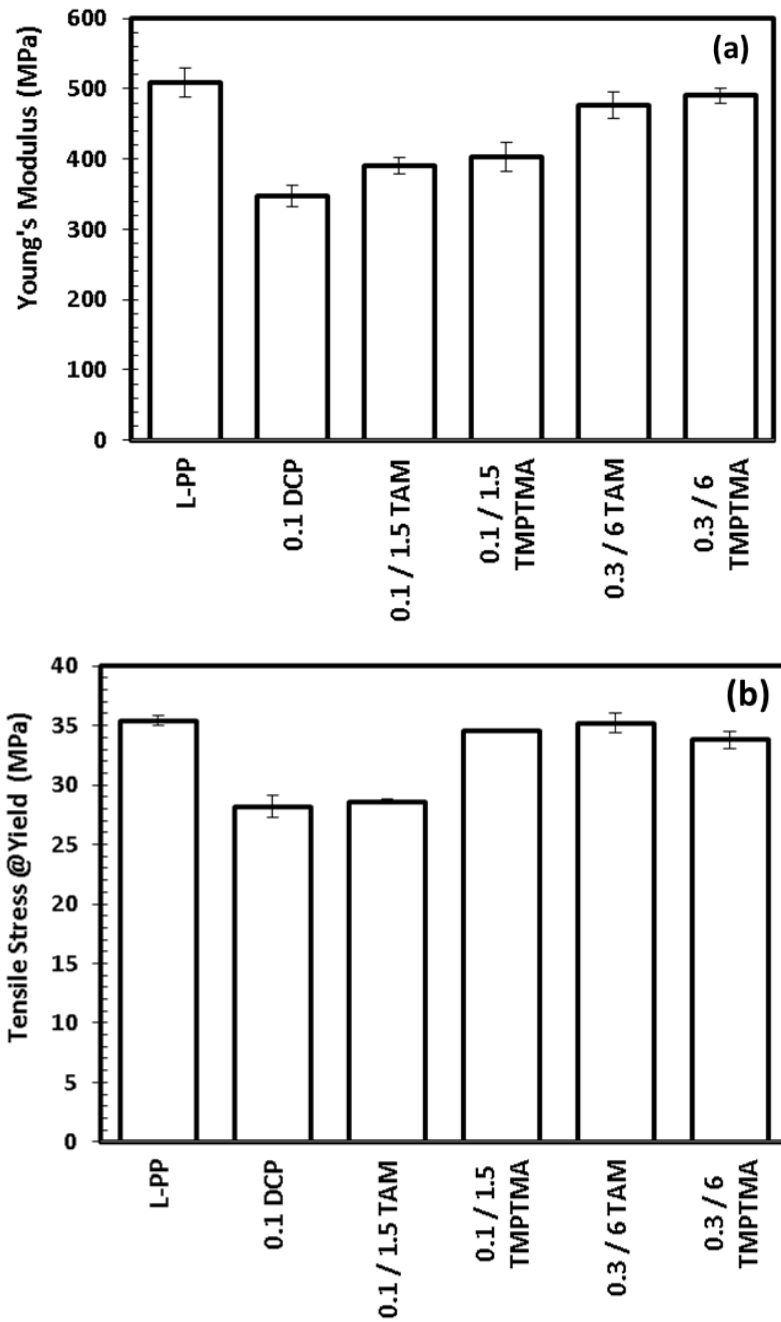 (a)
Young's Modulus (MPa)
600
500
400
300
200
100
0
L-PP
0.1 DCP
0.1 / 1.5 TAM
0.1 / 1.5
TMPTMA
0.3 / 6 TAM
0.3 / 6
TMPTMA
(b)
Tensile Stress @Yield (MPa)
40
35
30
25
20
15
10
5
0
L-PP
0.1 DCP
0.1 / 1.5 TAM
0.1 / 1.5
TMPTMA
0.3 / 6 TAM
0.3 / 6
TMPTMA